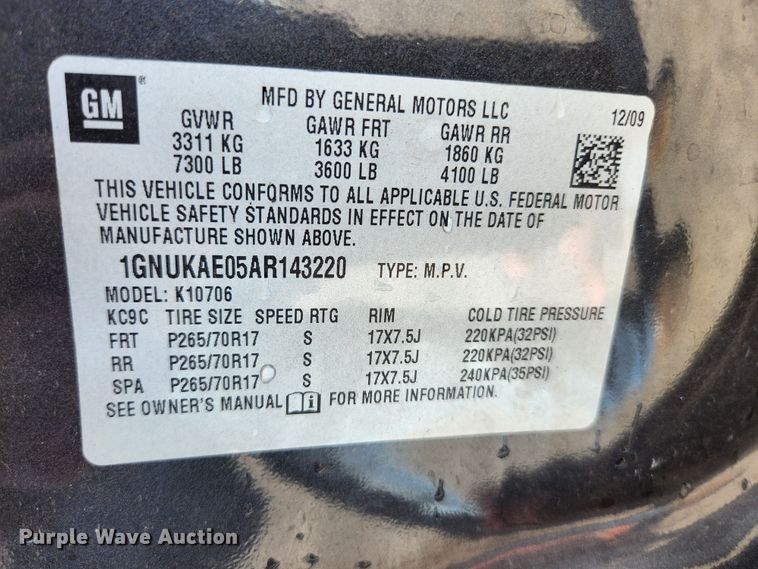 GM ®
MFD BY GENERAL MOTORS LLC
12/09
GVWR GAWR FRT GAWR RR
3311 KG 1633 KG 1860 KG
7300 LB 3600 LB 4100 LB
THIS VEHICLE CONFORMS TO ALL APPLICABLE U.S. FEDERAL MOTOR
VEHICLE SAFETY STANDARDS IN EFFECT ON THE DATE OF
MANUFACTURE SHOWN ABOVE.
1GNUKAE05AR143220 TYPE: M.P.V.
MODEL: K10706
KC9C TIRE SIZE SPEED RTG RIM COLD TIRE PRESSURE
FRT P265/70R17 S 17X7.5J 220KPA(32PSI)
RR P265/70R17 S 17X7.5J 220KPA(32PSI)
SPA P265/70R17 S 17X7.5J 240KPA(35PSI)
SEE OWNER'S MANUAL i FOR MORE INFORMATION.
Purple Wave Auction